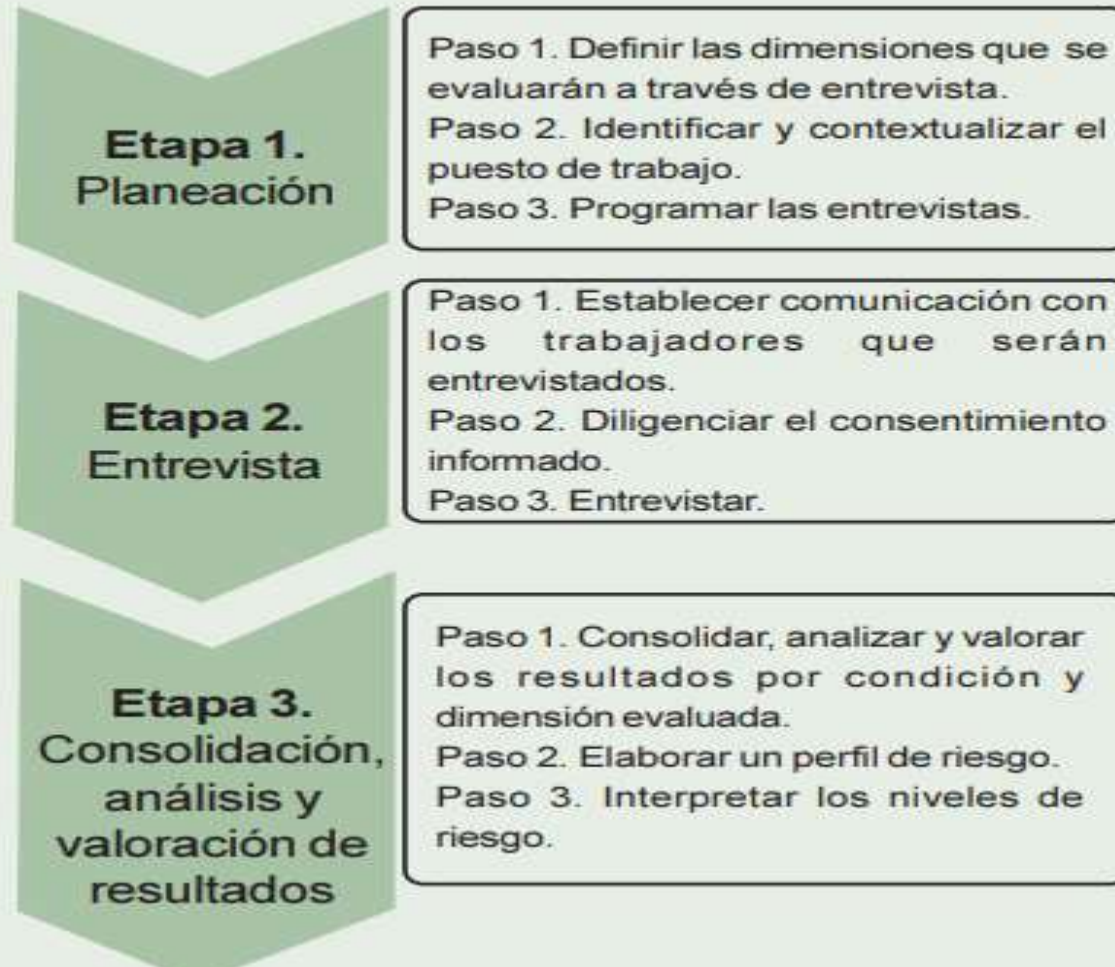 Etapa 1.
Planeación
Paso 1. Definir las dimensiones que se
evaluarán a través de entrevista.
Paso 2. Identificar y contextualizar el
puesto de trabajo.
Paso 3. Programar las entrevistas.
Etapa 2.
Entrevista
Paso 1. Establecer comunicación con
los trabajadores que serán
entrevistados.
Paso 2. Diligenciar el consentimiento
informado.
Paso 3. Entrevistar.
Etapa 3.
Consolidación,
análisis y
valoración de
resultados
Paso 1. Consolidar, analizar y valorar
los resultados por condición y
dimensión evaluada.
Paso 2. Elaborar un perfil de riesgo.
Paso 3. Interpretar los niveles de
riesgo.